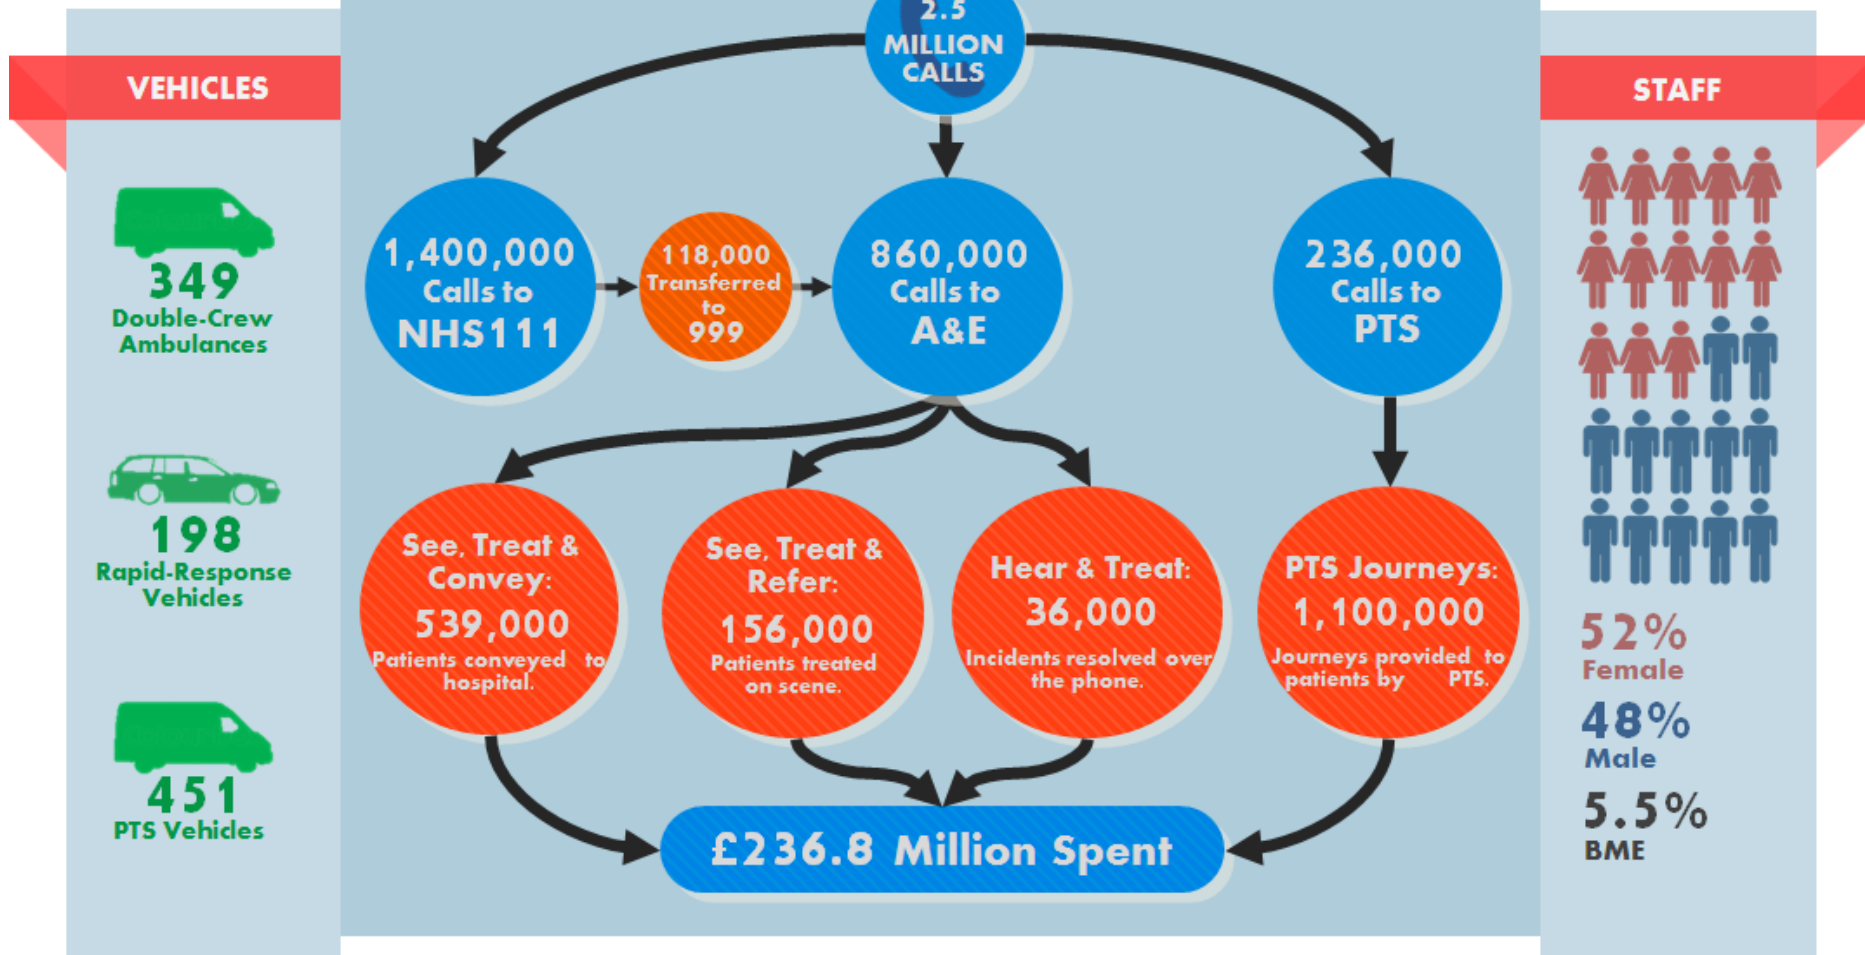 VEHICLES
349
Double-Crew
Ambulances
198
Rapid-Response
Vehicles
451
PTS Vehicles
2.5
MILLION
CALLS
1,400,000
Calls to
NHS111
118,000
Transferred
to
999
860,000
Calls to
A&E
236,000
Calls to
PTS
See, Treat &
Convey:
539,000
Patients conveyed to
hospital.
See, Treat &
Refer:
156,000
Patients treated
on scene.
Hear & Treat:
36,000
Incidents resolved over
the phone.
PTS Journeys:
1,100,000
Journeys provided to
patients by PTS.
£236.8 Million Spent
STAFF
52%
Female
48%
Male
5.5%
BME